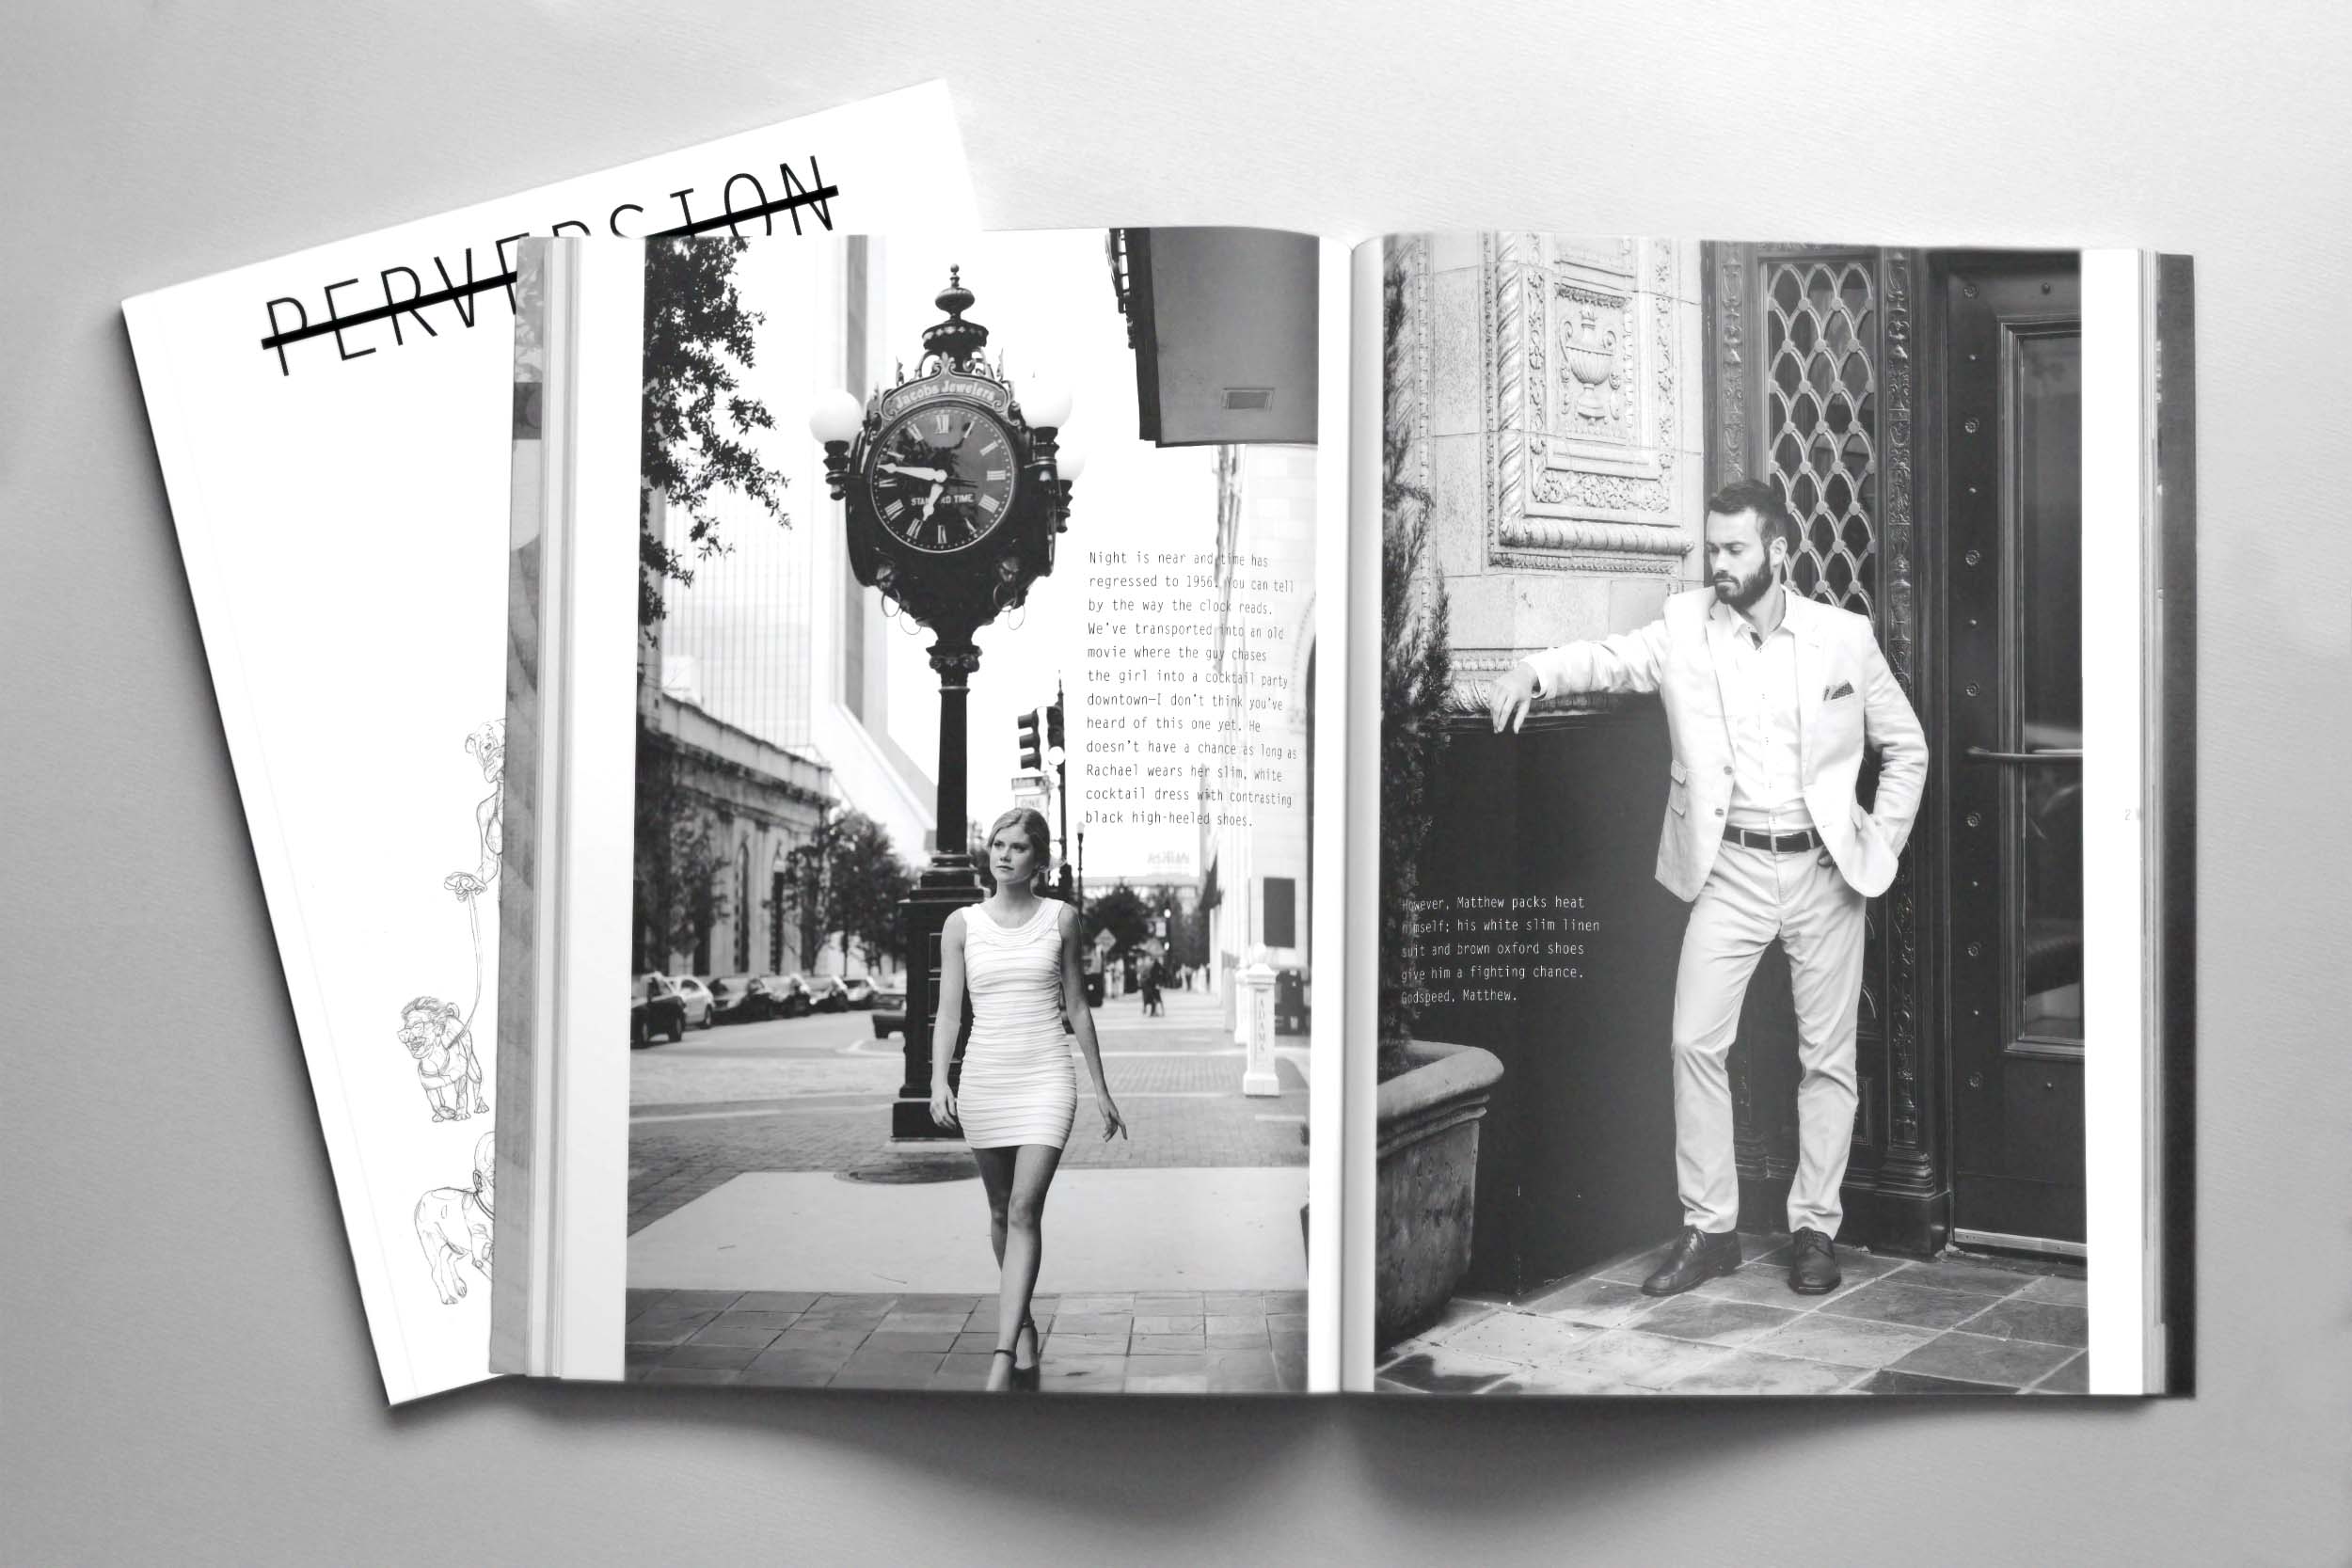 PERVERSION
Jacobs Jewelers
STANDARD TIME
Night is near and time has
regressed to 1956. You can tell
by the way the clock reads.
We've transported into an old
movie where the guy chases
the girl into a cocktail party
downtown—I don't think you've
heard of this one yet. He
doesn't have a chance as long as
Rachael wears her slim, white
cocktail dress with contrasting
black high-heeled shoes.
ONE
ADAMS
However, Matthew packs heat
himself; his white slim linen
suit and brown oxford shoes
give him a fighting chance.
Godspeed, Matthew.